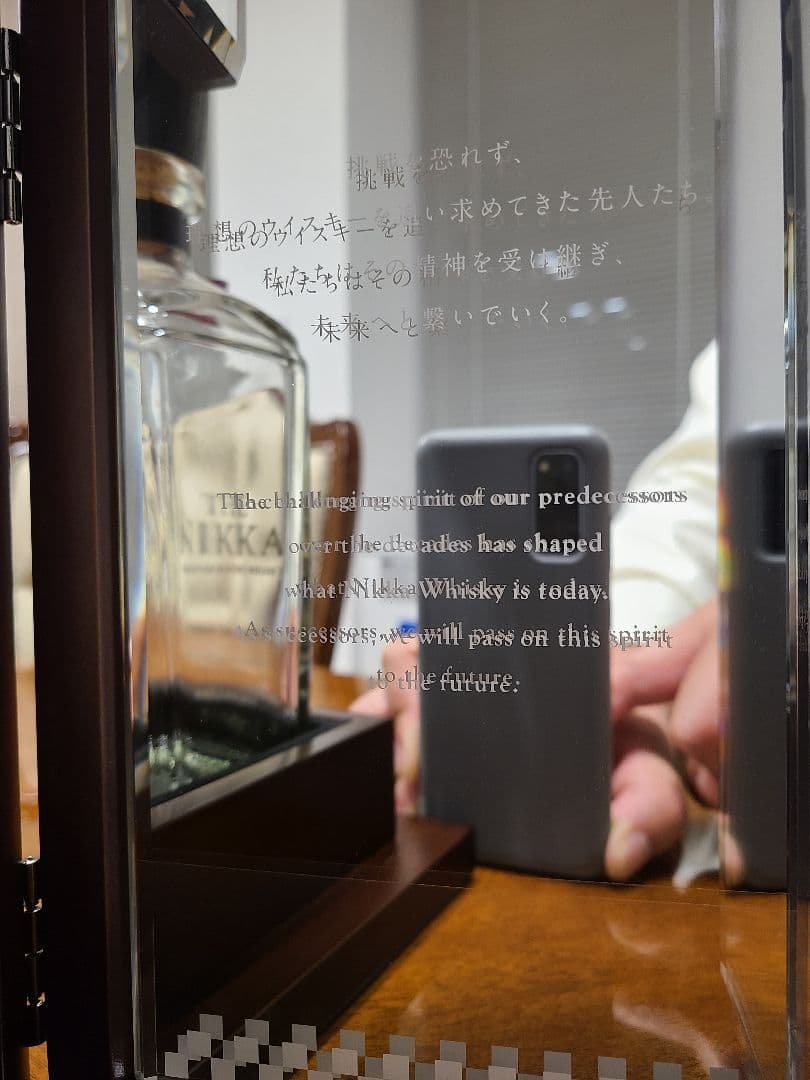 挑戦を恐れず、
理想のウイスキーを追い求めてきた先人たち
私たちはその精神を受け継ぎ、
未来へと繋いでいく。
The challenging spirit of our predecessors
over the decades has shaped
what Nikka Whisky is today.
As successors, we will pass on this spirit
to the future.
NIKKA